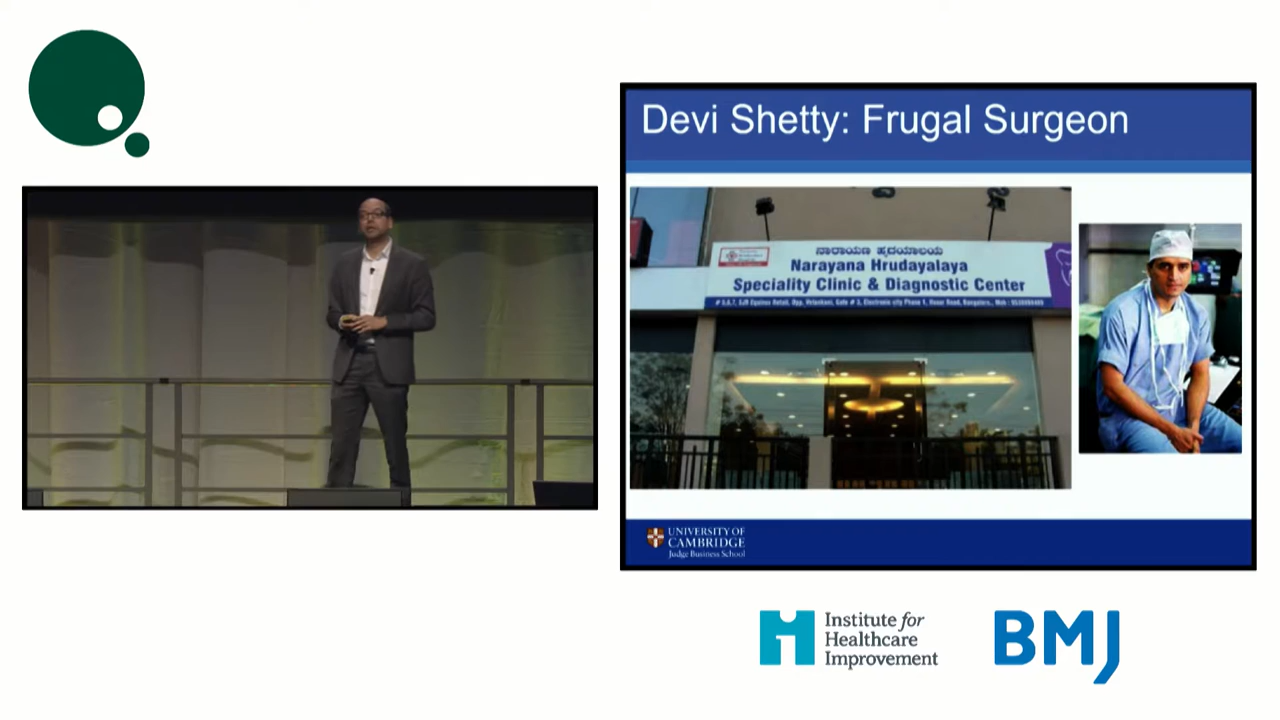 Devi Shetty: Frugal Surgeon
ನಾರಾಯಣ ಹೃದಯಾಲಯ
Narayana Hrudayalaya
Speciality Clinic & Diagnostic Center
UNIVERSITY OF
CAMBRIDGE
Judge Business School
Institute for
Healthcare
Improvement
BMJ